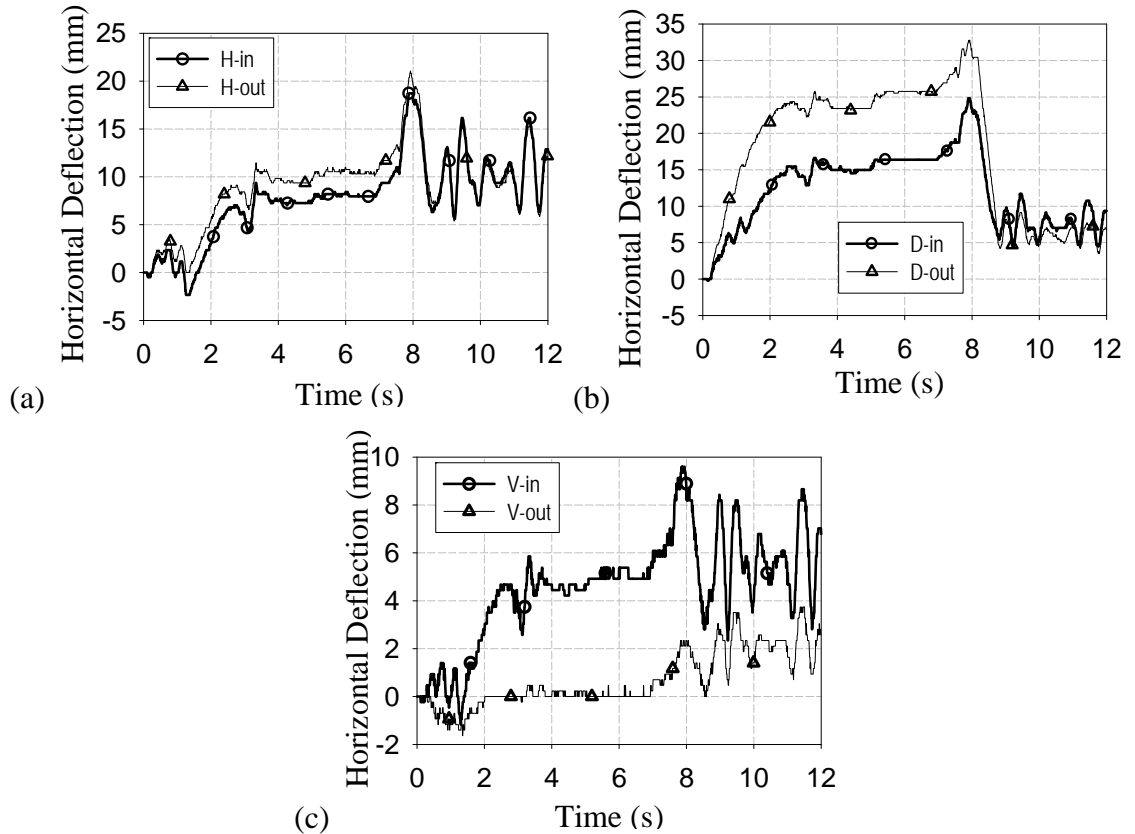 Horizontal Deflection (mm)
25
20
15
10
5
0
-5
H-in
H-out
0 2 4 6 8 10 12
Time (s)
(a)
Horizontal Deflection (mm)
35
30
25
20
15
10
5
0
-5
D-in
D-out
0 2 4 6 8 10 12
Time (s)
(b)
Horizontal Deflection (mm)
10
8
6
4
2
0
-2
V-in
V-out
0 2 4 6 8 10 12
Time (s)
(c)